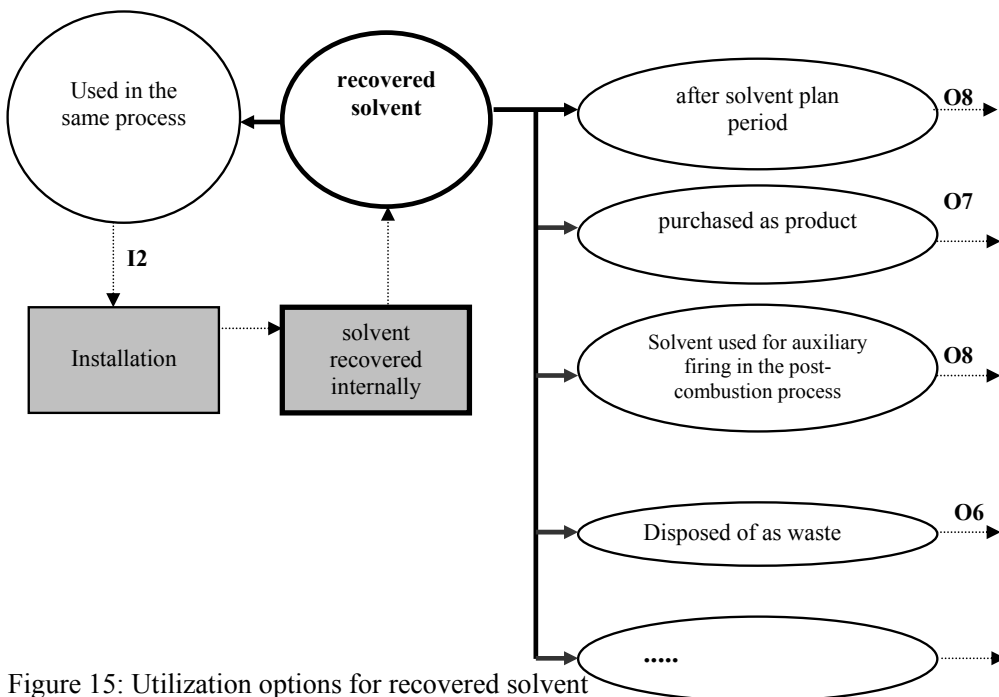 Used in the
same process
recovered
solvent
after solvent plan
period
O8
purchased as product
O7
I2
Installation
solvent
recovered
internally
Solvent used for auxiliary
firing in the post-
combustion process
O8
Disposed of as waste
O6
.....
Figure 15: Utilization options for recovered solvent